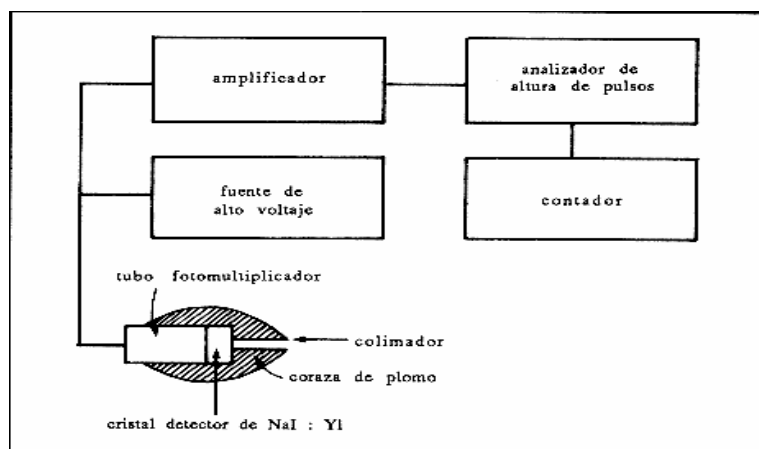 amplificador
analizador de
altura de pulsos
fuente de
alto voltaje
contador
tubo fotomultiplicador
colimador
coraza de plomo
cristal detector de NaI : Yl